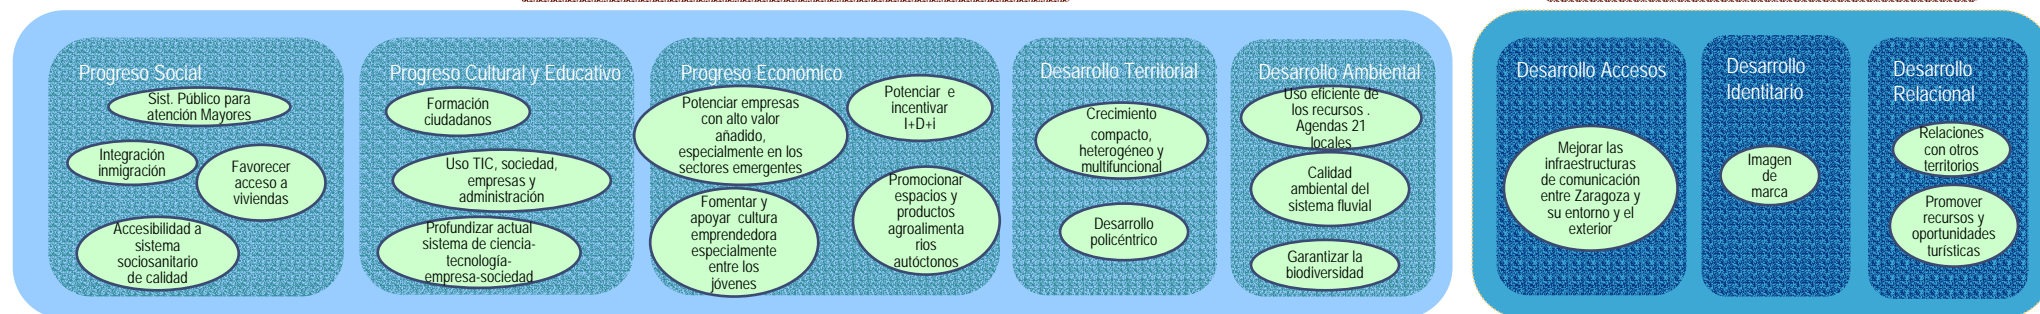 Progreso Social
Sist. Público para
atención Mayores
Integración
inmigración
Favorecer
acceso a
viviendas
Accesibilidad a
sistema
sociosanitario
de calidad
Progreso Cultural y Educativo
Formación
ciudadanos
Uso TIC, sociedad,
empresas y
administración
Profundizar actual
sistema de ciencia-
tecnología-
empresa-sociedad
Progreso Económico
Potenciar empresas
con alto valor
añadido,
especialmente en los
sectores emergentes
Potenciar e
incentivar
I+D+i
Fomentar y
apoyar cultura
emprendedora
especialmente
entre los
jóvenes
Promocionar
espacios y
productos
agroalimenta
rios
autóctonos
Desarrollo Territorial
Crecimiento
compacto,
heterogéneo y
multifuncional
Desarrollo
policéntrico
Desarrollo Ambiental
Uso eficiente de
los recursos .
Agendas 21
locales
Calidad
ambiental del
sistema fluvial
Garantizar la
biodiversidad
Desarrollo Accesos
Mejorar las
infraestructuras
de comunicación
entre Zaragoza y
su entorno y el
exterior
Desarrollo
Identitario
Imagen
de
marca
Desarrollo
Relacional
Relaciones
con otros
territorios
Promover
recursos y
oportunidades
turísticas